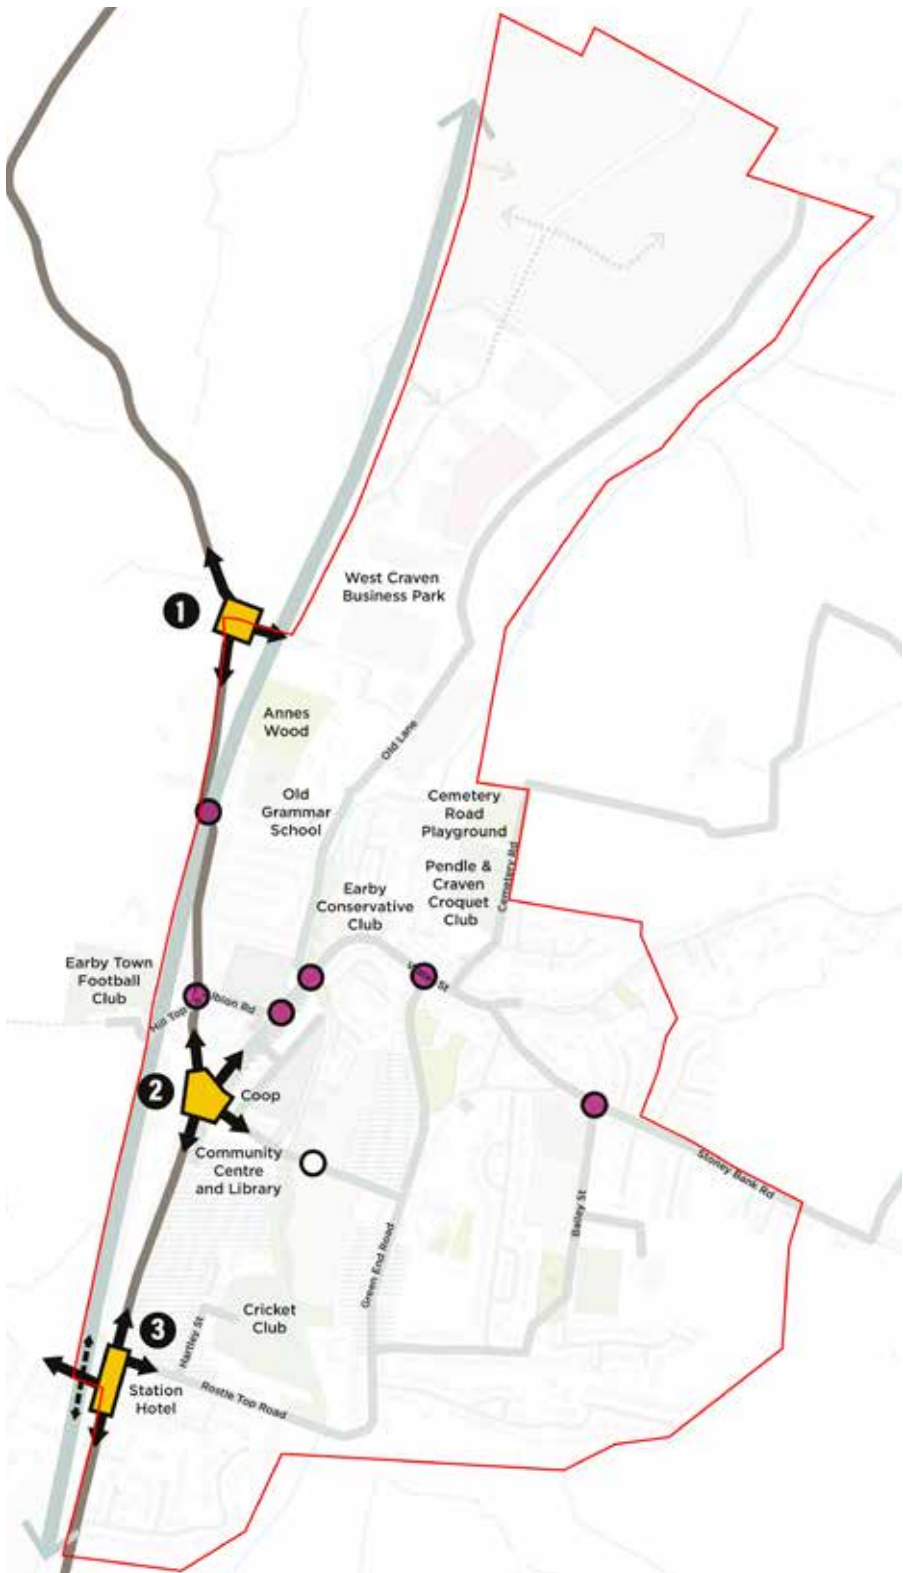 1
West Craven
Business Park
Annes
Wood
Old Lane
Old
Grammar
School
Cemetery
Road
Playground
Pendle &
Craven
Croquet
Club
Cemetery Rd
Earby
Conservative
Club
Earby Town
Football
Club
Hill Top
Albion Rd
St
2
Coop
Community
Centre
and Library
Stoney Bank Rd
Bailey St
Green End Road
3
Hartley St
Cricket
Club
Station
Hotel
Rostle Top Road